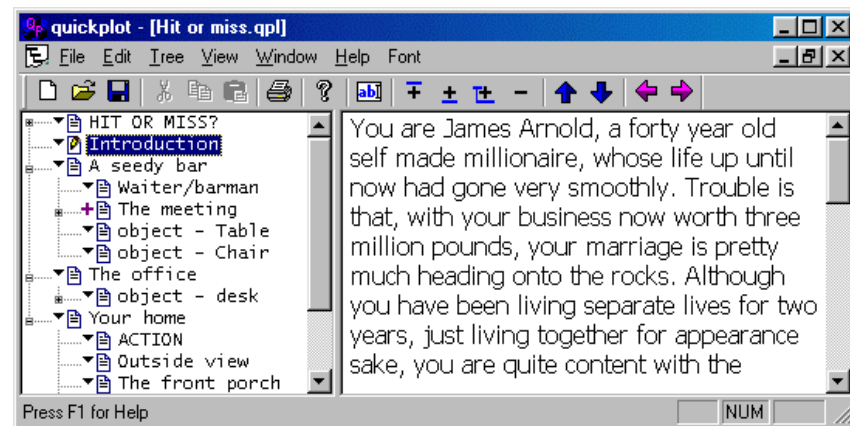 quickplot - [Hit or miss.qpl]
File Edit Tree View Window Help Font
ab
HIT OR MISS?
Introduction
A seedy bar
Waiter/barman
The meeting
object - Table
object - Chair
The office
object - desk
Your home
ACTION
Outside view
The front porch
You are James Arnold, a forty year old
self made millionaire, whose life up until
now had gone very smoothly. Trouble is
that, with your business now worth three
million pounds, your marriage is pretty
much heading onto the rocks. Although
you have been living separate lives for two
years, just living together for appearance
sake, you are quite content with the
Press F1 for Help
NUM